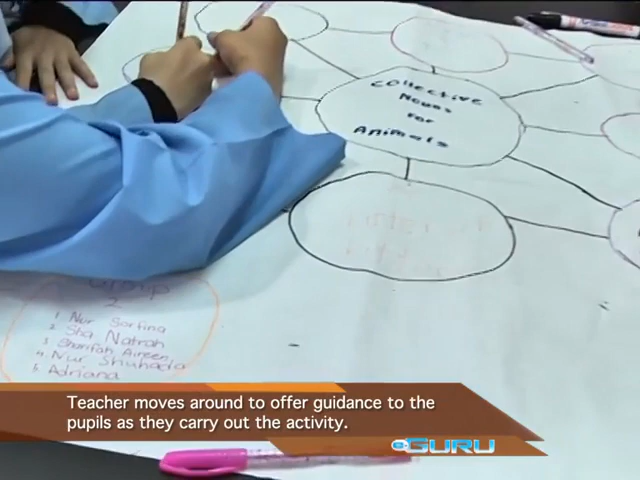 Collective
Nouns
For
Animals
Group
2
1. Nur Sorfina
2. Sha Natrah
3. Sharifah Aireen
4. Nur Shuhada
5. Adriana
Teacher moves around to offer guidance to the
pupils as they carry out the activity.
eGURU